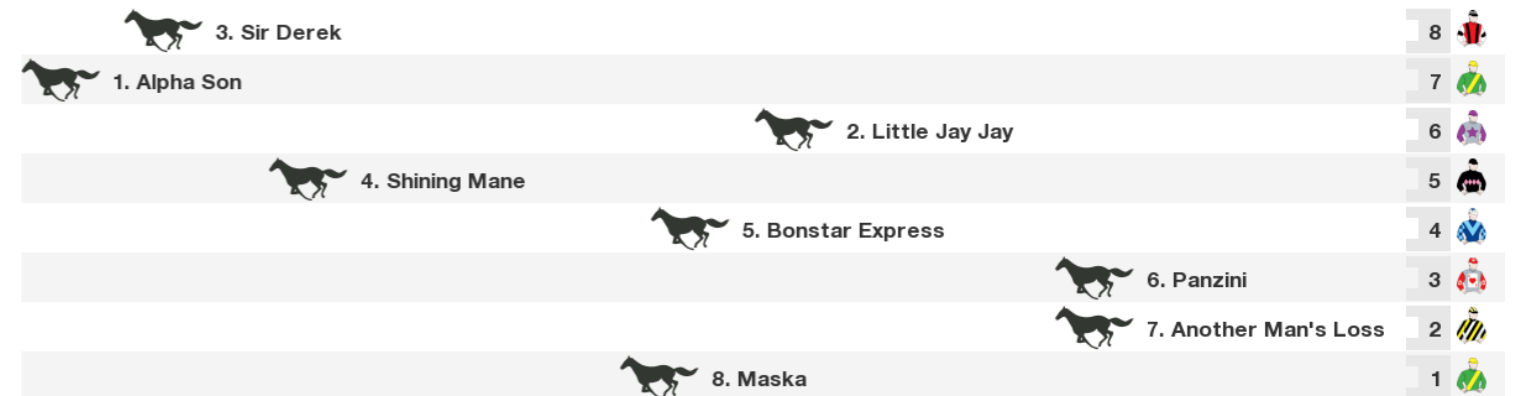 3. Sir Derek 8
1. Alpha Son 7
2. Little Jay Jay 6
4. Shining Mane 5
5. Bonstar Express 4
6. Panzini 3
7. Another Man's Loss 2
8. Maska 1